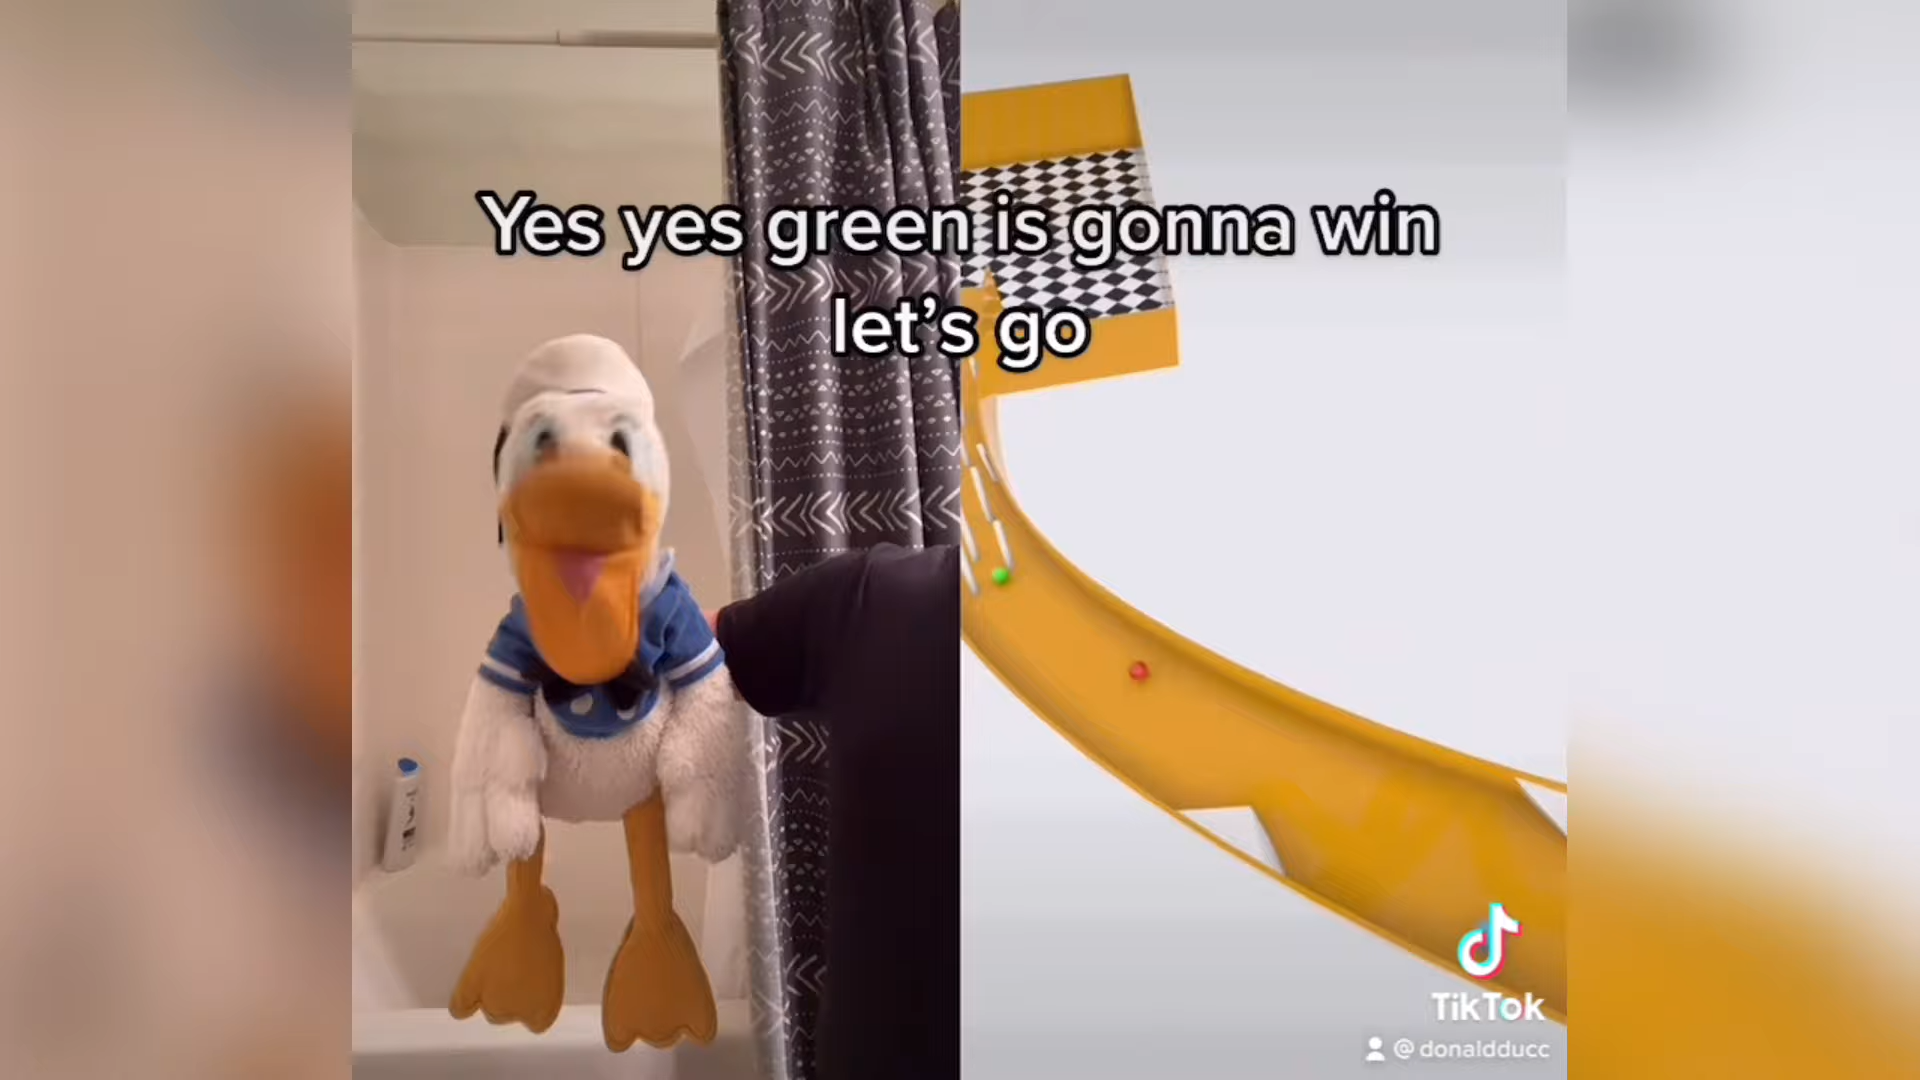 Yes yes green is gonna win
let's go
TikTok
@donaldducc